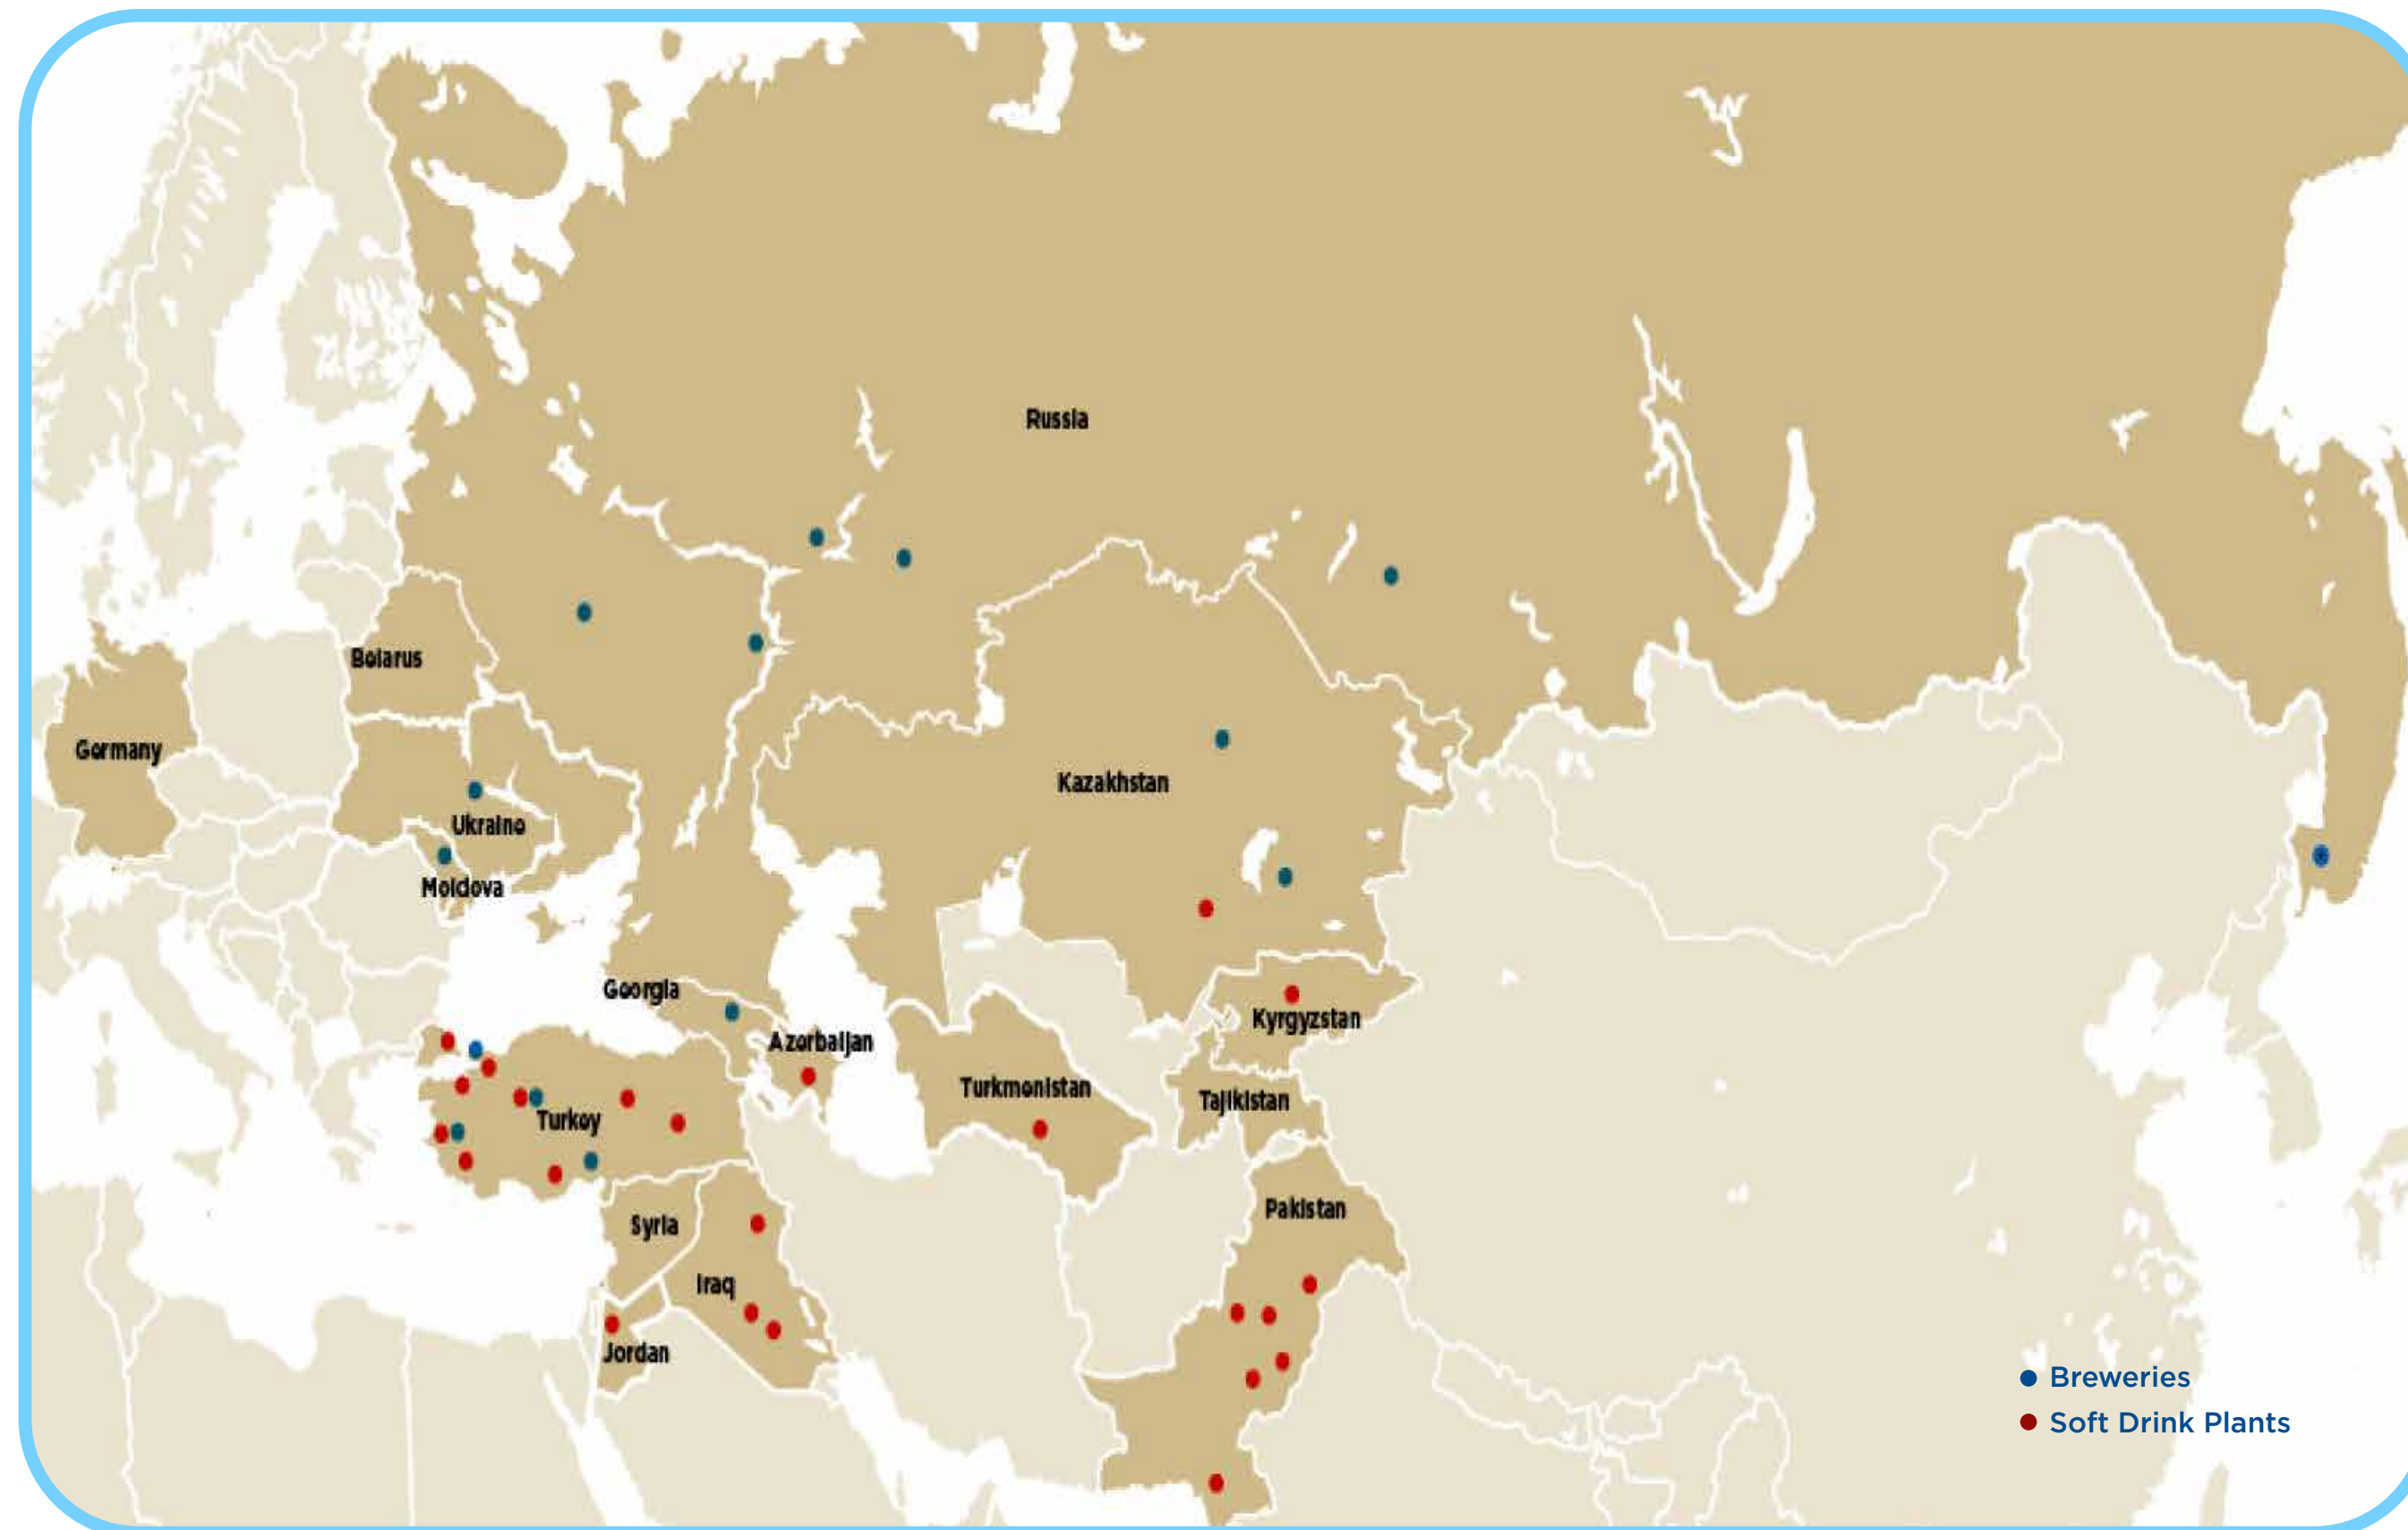 Russia
Belarus
Germany
Kazakhstan
Ukraine
Moldova
Georgia
Kyrgyzstan
Azerbaijan
Turkmenistan
Tajikistan
Turkey
Pakistan
Syria
Iraq
Jordan
Breweries
Soft Drink Plants